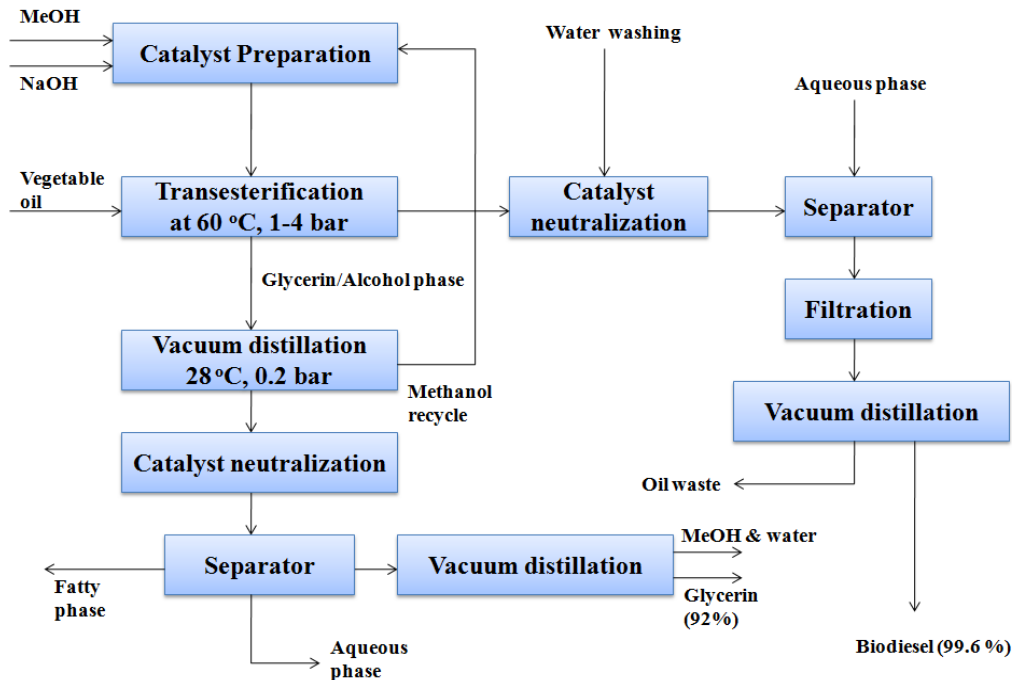 MeOH
NaOH
Catalyst Preparation
Water washing
Aqueous phase
Vegetable
oil
Transesterification
at 60 °C, 1-4 bar
Catalyst
neutralization
Separator
Glycerin/Alcohol phase
Filtration
Vacuum distillation
28 °C, 0.2 bar
Methanol
recycle
Vacuum distillation
Catalyst neutralization
Oil waste
Separator
Vacuum distillation
MeOH & water
Fatty
phase
Glycerin
(92%)
Aqueous
phase
Biodiesel (99.6 %)